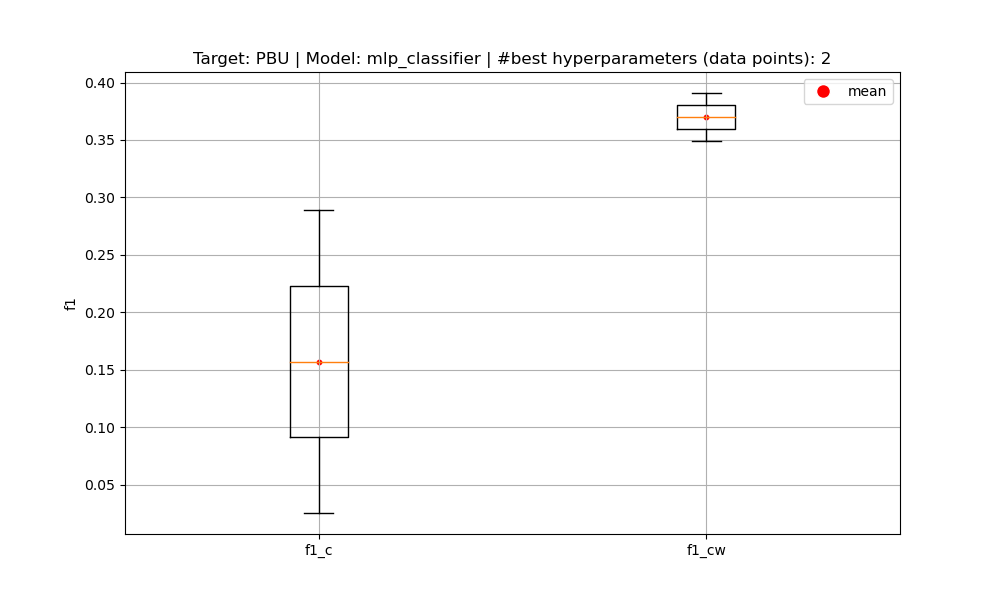 Target: PBU | Model: mlp_classifier | #best hyperparameters (data points): 2
mean
0.40
0.35
0.30
0.25
0.20
0.15
0.10
0.05
f1
f1_c
f1_cw